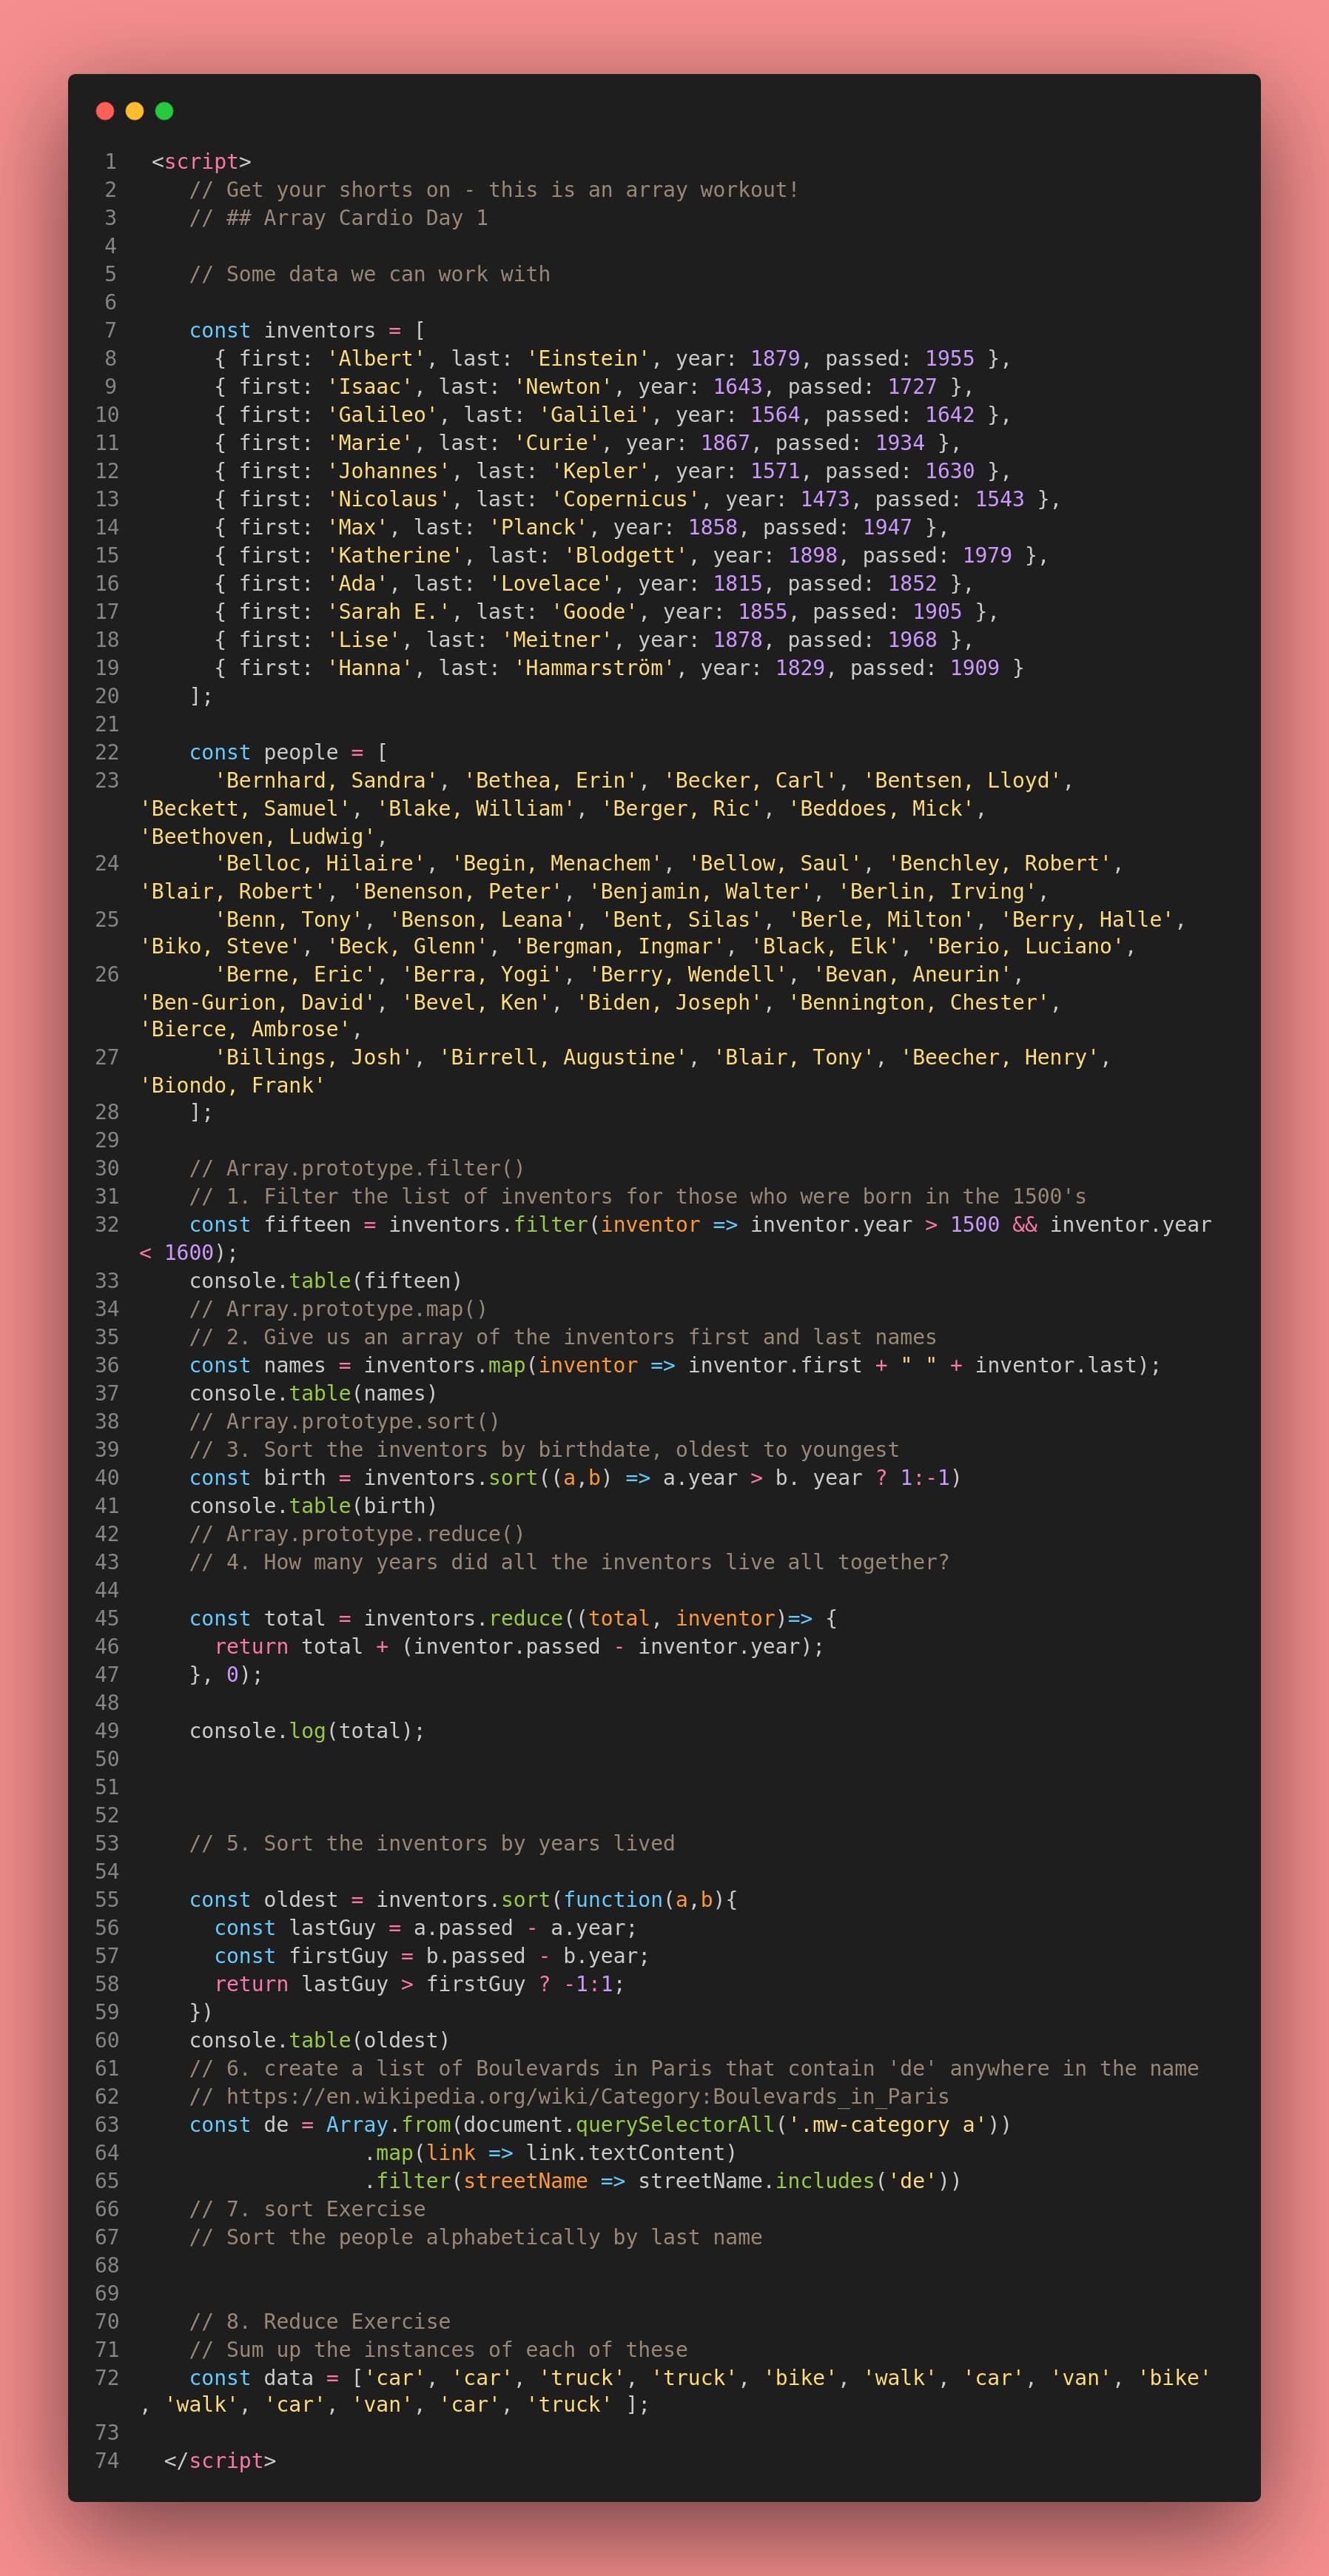 1 <script>
2 // Get your shorts on - this is an array workout!
3 // ## Array Cardio Day 1
4
5 // Some data we can work with
6
7 const inventors = [
8 { first: 'Albert', last: 'Einstein', year: 1879, passed: 1955 },
9 { first: 'Isaac', last: 'Newton', year: 1643, passed: 1727 },
10 { first: 'Galileo', last: 'Galilei', year: 1564, passed: 1642 },
11 { first: 'Marie', last: 'Curie', year: 1867, passed: 1934 },
12 { first: 'Johannes', last: 'Kepler', year: 1571, passed: 1630 },
13 { first: 'Nicolaus', last: 'Copernicus', year: 1473, passed: 1543 },
14 { first: 'Max', last: 'Planck', year: 1858, passed: 1947 },
15 { first: 'Katherine', last: 'Blodgett', year: 1898, passed: 1979 },
16 { first: 'Ada', last: 'Lovelace', year: 1815, passed: 1852 },
17 { first: 'Sarah E.', last: 'Goode', year: 1855, passed: 1905 },
18 { first: 'Lise', last: 'Meitner', year: 1878, passed: 1968 },
19 { first: 'Hanna', last: 'Hammarström', year: 1829, passed: 1909 }
20 ];
21
22 const people = [
23 'Bernhard, Sandra', 'Bethea, Erin', 'Becker, Carl', 'Bentsen, Lloyd',
'Beckett, Samuel', 'Blake, William', 'Berger, Ric', 'Beddoes, Mick',
'Beethoven, Ludwig',
24 'Belloc, Hilaire', 'Begin, Menachem', 'Bellow, Saul', 'Benchley, Robert',
'Blair, Robert', 'Benenson, Peter', 'Benjamin, Walter', 'Berlin, Irving',
25 'Benn, Tony', 'Benson, Leana', 'Bent, Silas', 'Berle, Milton', 'Berry, Halle',
'Biko, Steve', 'Beck, Glenn', 'Bergman, Ingmar', 'Black, Elk', 'Berio, Luciano',
26 'Berne, Eric', 'Berra, Yogi', 'Berry, Wendell', 'Bevan, Aneurin',
'Ben-Gurion, David', 'Bevel, Ken', 'Biden, Joseph', 'Bennington, Chester',
'Bierce, Ambrose',
27 'Billings, Josh', 'Birrell, Augustine', 'Blair, Tony', 'Beecher, Henry',
'Biondo, Frank'
28 ];
29
30 // Array.prototype.filter()
31 // 1. Filter the list of inventors for those who were born in the 1500's
32 const fifteen = inventors.filter(inventor => inventor.year > 1500 && inventor.year
< 1600);
33 console.table(fifteen)
34 // Array.prototype.map()
35 // 2. Give us an array of the inventors first and last names
36 const names = inventors.map(inventor => inventor.first + " " + inventor.last);
37 console.table(names)
38 // Array.prototype.sort()
39 // 3. Sort the inventors by birthdate, oldest to youngest
40 const birth = inventors.sort((a,b) => a.year > b. year ? 1:-1)
41 console.table(birth)
42 // Array.prototype.reduce()
43 // 4. How many years did all the inventors live all together?
44
45 const total = inventors.reduce((total, inventor)=> {
46 return total + (inventor.passed - inventor.year);
47 }, 0);
48
49 console.log(total);
50
51
52
53 // 5. Sort the inventors by years lived
54
55 const oldest = inventors.sort(function(a,b){
56 const lastGuy = a.passed - a.year;
57 const firstGuy = b.passed - b.year;
58 return lastGuy > firstGuy ? -1:1;
59 })
60 console.table(oldest)
61 // 6. create a list of Boulevards in Paris that contain 'de' anywhere in the name
62 // https://en.wikipedia.org/wiki/Category:Boulevards_in_Paris
63 const de = Array.from(document.querySelectorAll('.mw-category a'))
64 .map(link => link.textContent)
65 .filter(streetName => streetName.includes('de'))
66 // 7. sort Exercise
67 // Sort the people alphabetically by last name
68
69
70 // 8. Reduce Exercise
71 // Sum up the instances of each of these
72 const data = ['car', 'car', 'truck', 'truck', 'bike', 'walk', 'car', 'van', 'bike'
, 'walk', 'car', 'van', 'car', 'truck' ];
73
74 </script>